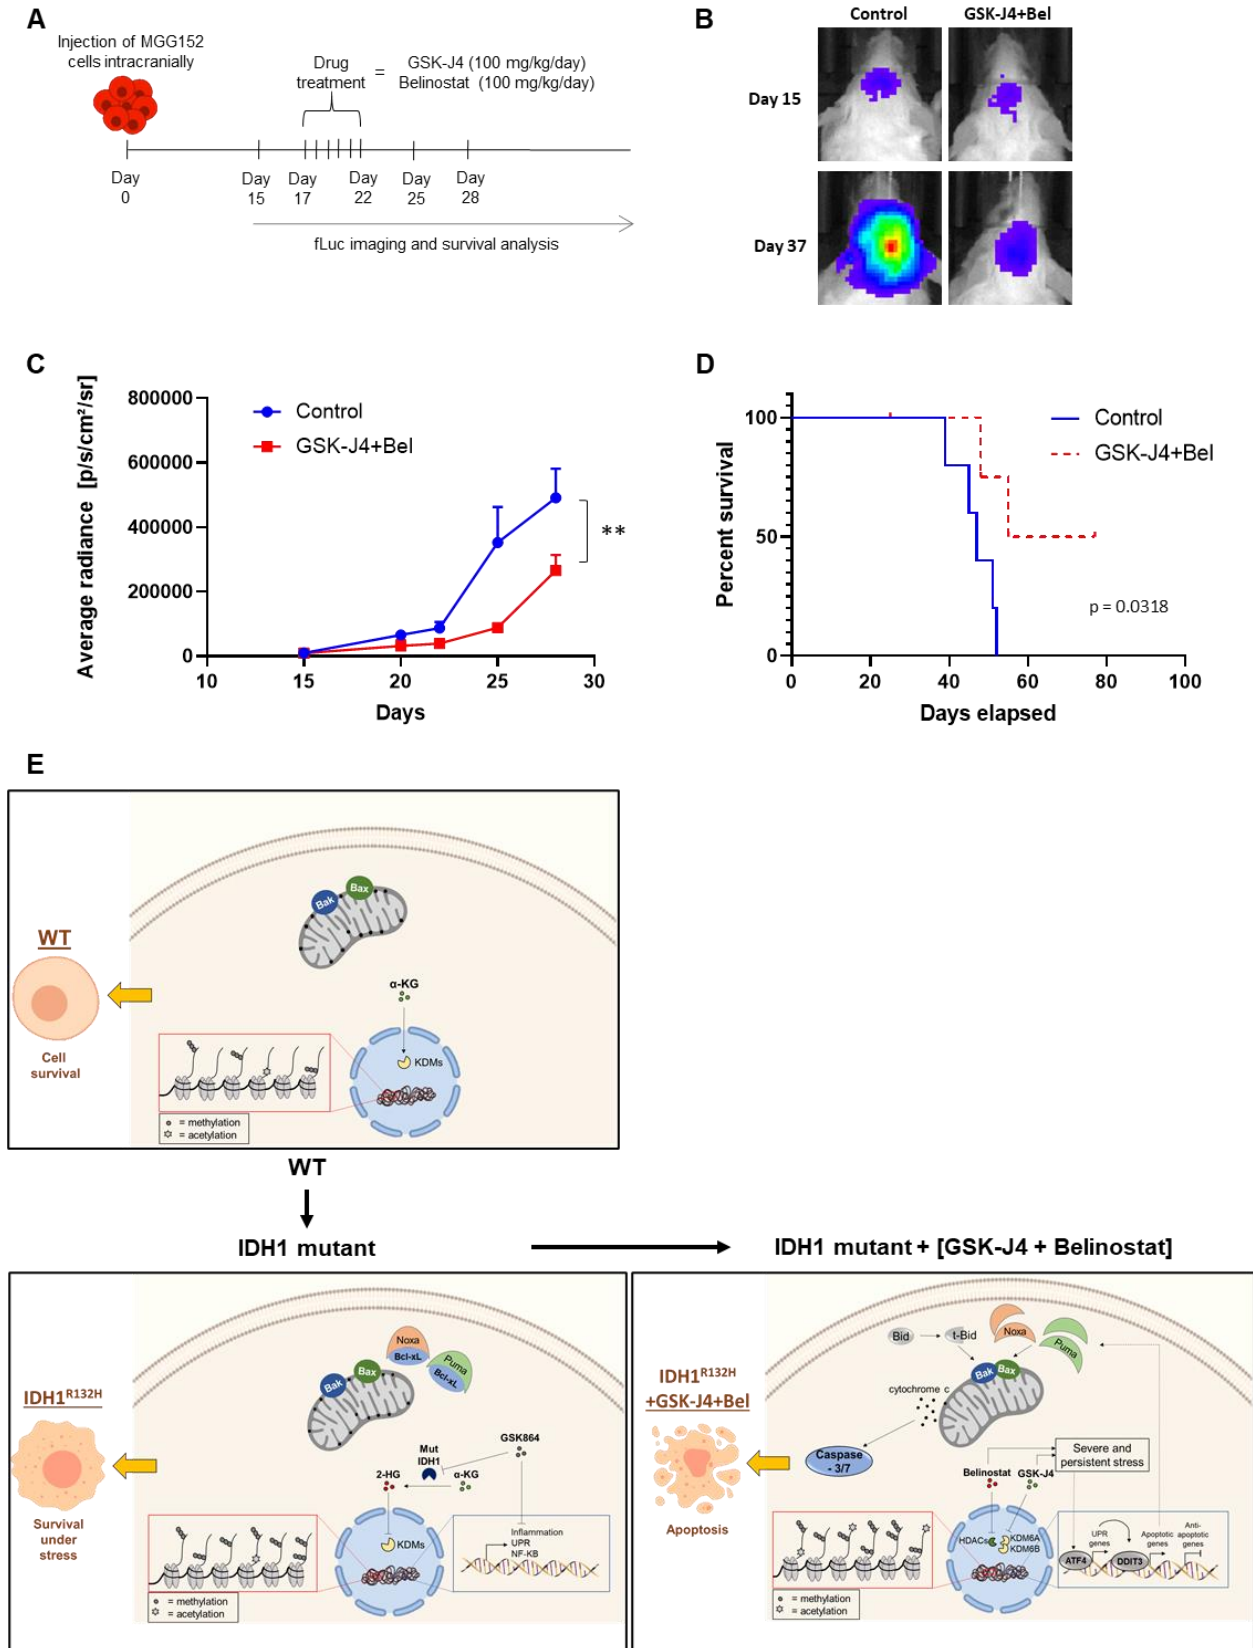 A
Injection of MGG152
cells intracranially
Drug
treatment
=
GSK-J4 (100 mg/kg/day)
Belinostat (100 mg/kg/day)
Day
0
Day
15
Day
17
Day
22
Day
25
Day
28
fLuc imaging and survival analysis
B
Control
GSK-J4+Bel
Day 15
Day 37
C
Average radiance [p/s/cm²/sr]
800000
600000
400000
200000
0
10
15
20
25
30
Days
Control
GSK-J4+Bel
**
D
Percent survival
100
50
0
0
20
40
60
80
100
Days elapsed
Control
GSK-J4+Bel
p = 0.0318
E
WT
Cell
survival
Bak
Bax
α-KG
KDMs
= methylation
= acetylation
WT
IDH1 mutant
IDH1 mutant + [GSK-J4 + Belinostat]
IDH1R132H
Survival
under
stress
Noxa
Bcl-xL
Puma
Bcl-xL
Bak
Bax
GSK864
Mut
IDH1
2-HG
α-KG
KDMs
Inflammation
UPR
NF-KB
= methylation
= acetylation
IDH1R132H
+GSK-J4+Bel
Apoptosis
Bid
t-Bid
Noxa
Puma
Bak
Bax
cytochrome c
Caspase
- 3/7
Severe and
persistent stress
Belinostat
GSK-J4
HDACs
KDM6A
KDM6B
UPR
genes
Apoptotic
genes
Anti-
apoptotic
genes
ATF4
DDIT3
= methylation
= acetylation